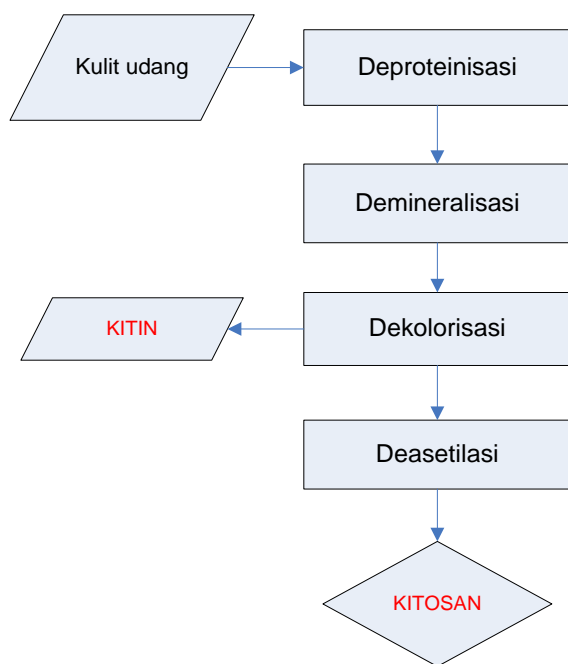 Kulit udang
Deproteinisasi
Demineralisasi
KITIN
Dekolorisasi
Deasetilasi
KITOSAN